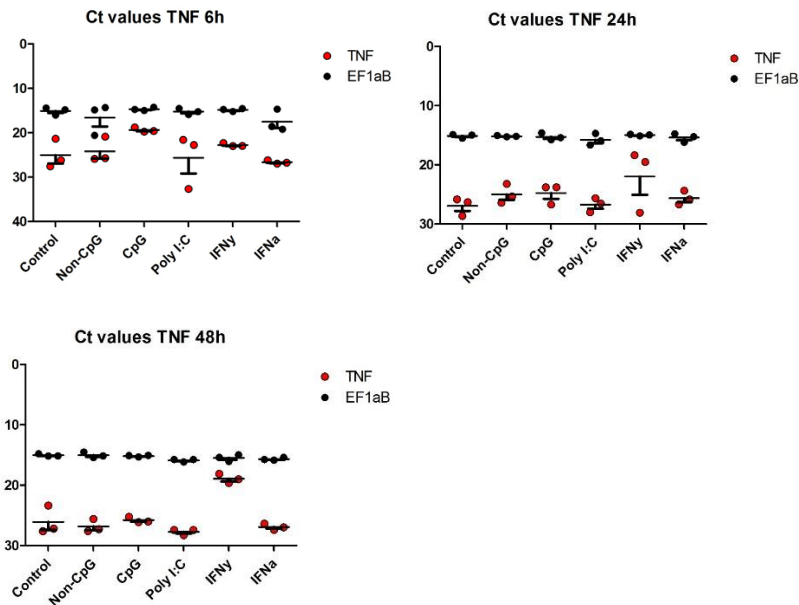 Ct values TNF 6h
0
10
20
30
40
Control
Non-CpG
CpG
Poly I:C
IFNy
IFNa
TNF
EF1aB
Ct values TNF 24h
0
10
20
30
Control
Non-CpG
CpG
Poly I:C
IFNy
IFNa
TNF
EF1aB
Ct values TNF 48h
0
10
20
30
Control
Non-CpG
CpG
Poly I:C
IFNy
IFNa
TNF
EF1aB